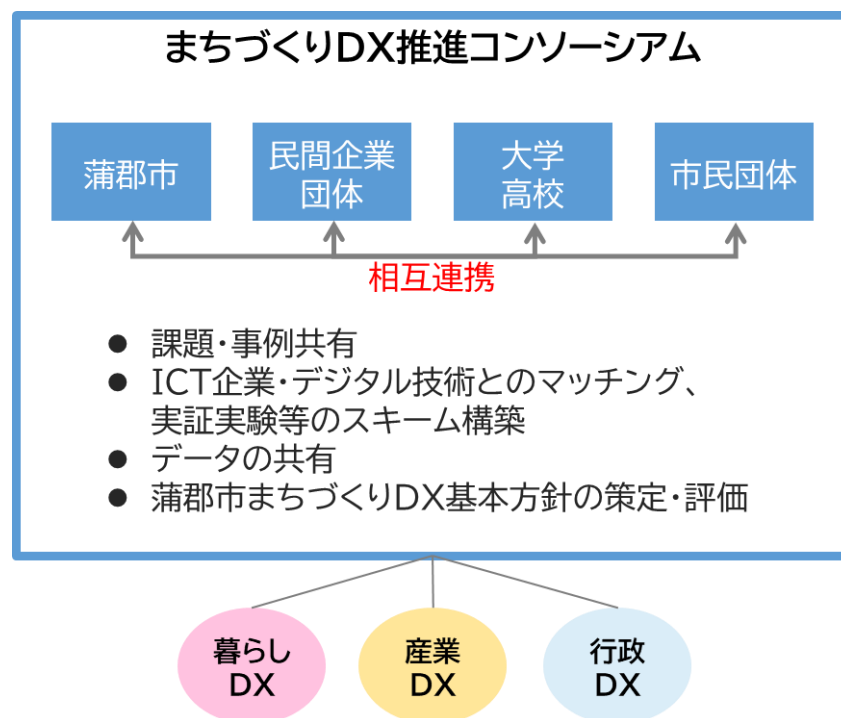 まちづくりDX推進コンソーシアム
蒲郡市
民間企業
団体
大学
高校
市民団体
相互連携
● 課題・事例共有
● ICT企業・デジタル技術とのマッチング、
実証実験等のスキーム構築
● データの共有
● 蒲郡市まちづくりDX基本方針の策定・評価
暮らし
DX
産業
DX
行政
DX